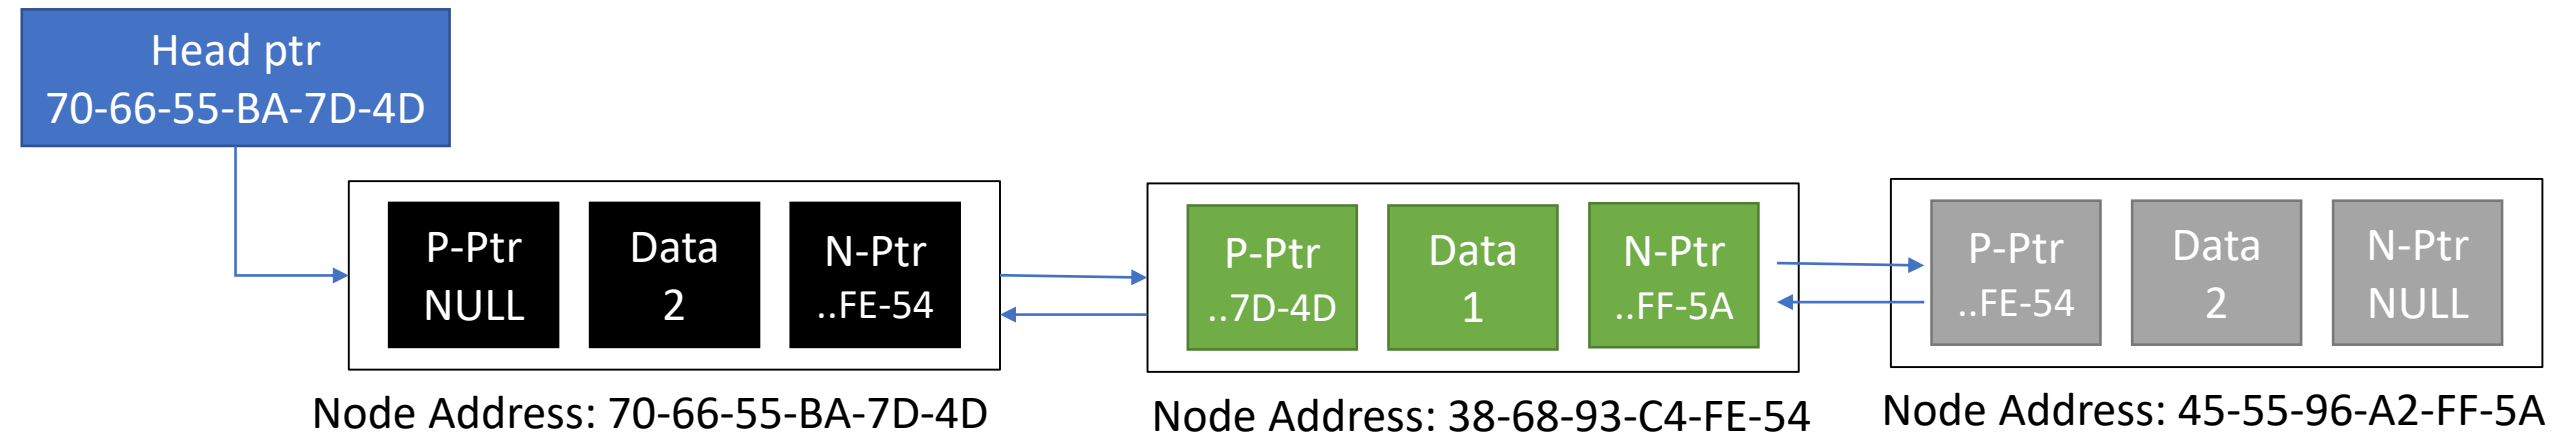 Head ptr
70-66-55-BA-7D-4D
P-Ptr
NULL
Data
2
N-Ptr
..FE-54
Node Address: 70-66-55-BA-7D-4D
P-Ptr
..7D-4D
Data
1
N-Ptr
..FF-5A
Node Address: 38-68-93-C4-FE-54
P-Ptr
..FE-54
Data
2
N-Ptr
NULL
Node Address: 45-55-96-A2-FF-5A